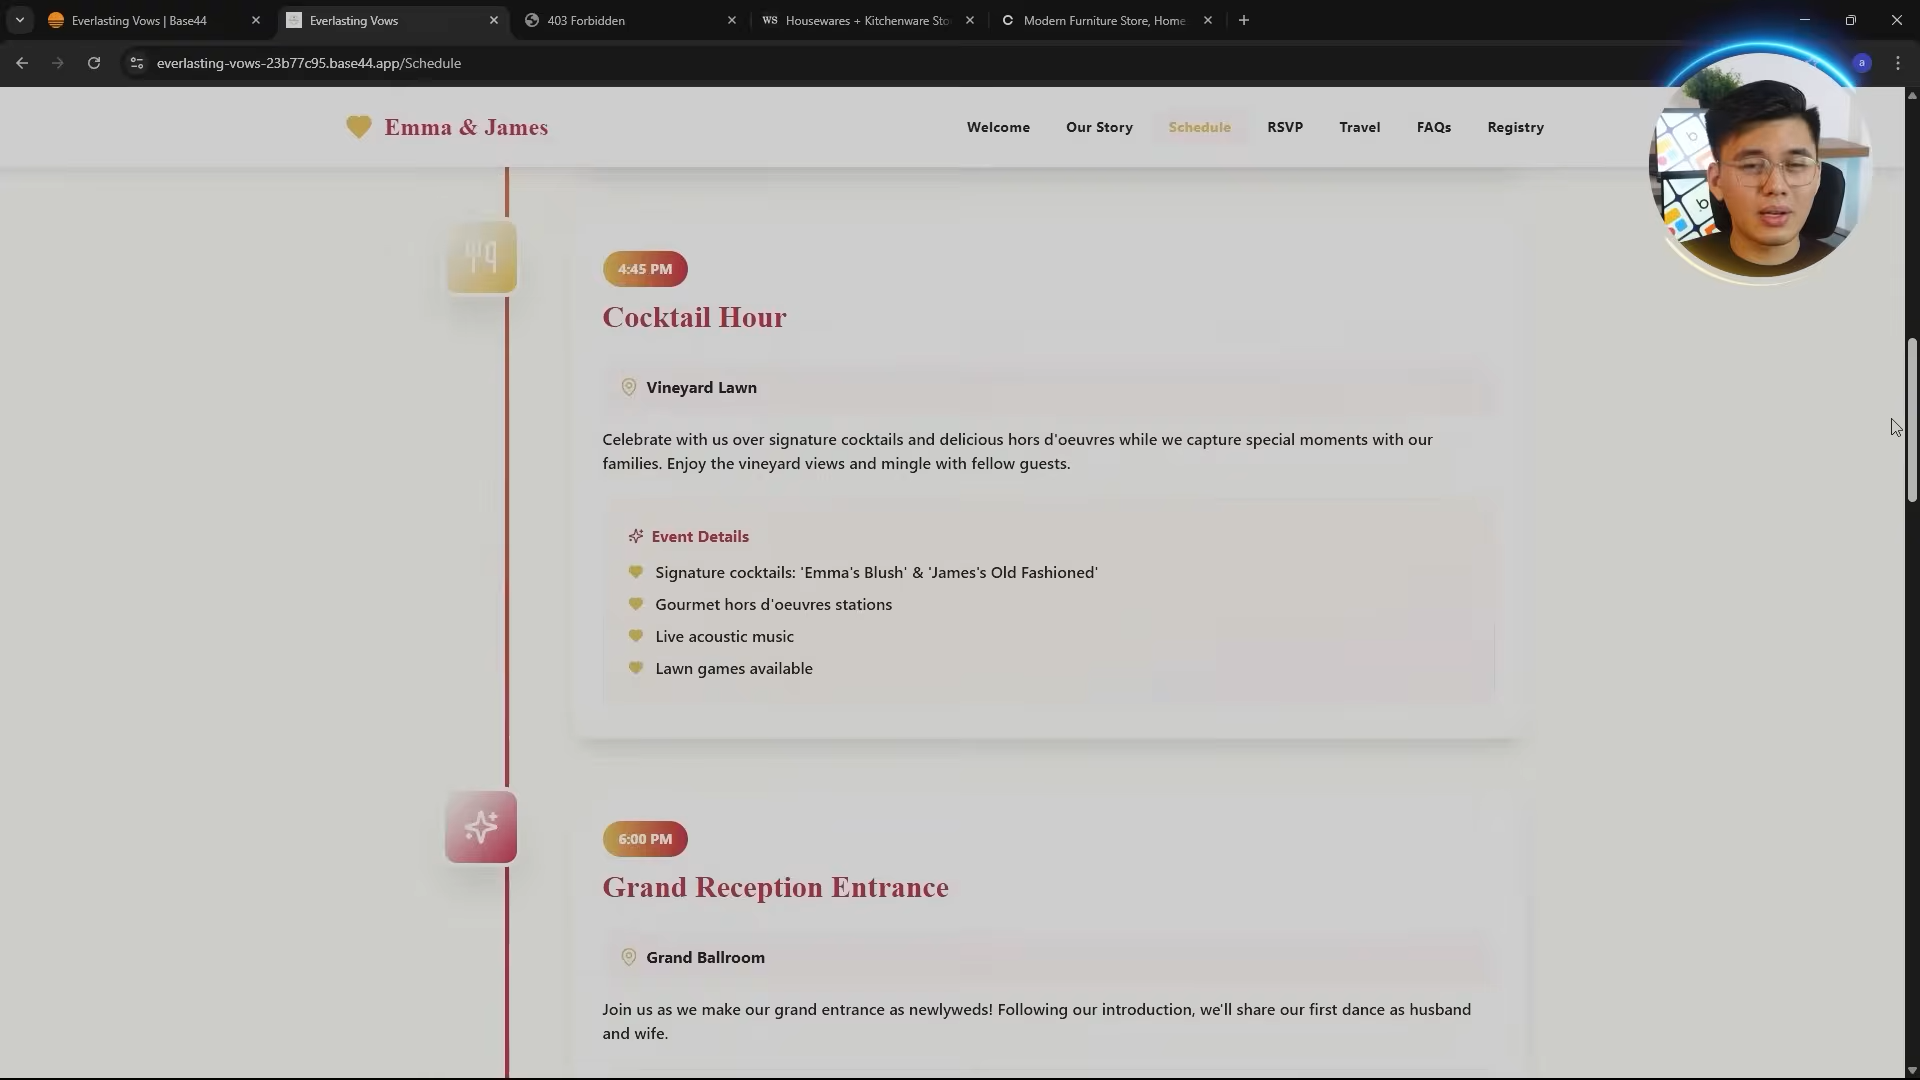 Everlasting Vows | Base44
Everlasting Vows
403 Forbidden
WS
Housewares + Kitchenware Sto
Modern Furniture Store, Home
everlasting-vows-23b77c95.base44.app/Schedule
a
Emma & James
Welcome
Our Story
Schedule
RSVP
Travel
FAQs
Registry
4:45 PM
Cocktail Hour
Vineyard Lawn
Celebrate with us over signature cocktails and delicious hors d'oeuvres while we capture special moments with our
families. Enjoy the vineyard views and mingle with fellow guests.
Event Details
Signature cocktails: 'Emma's Blush' & 'James's Old Fashioned'
Gourmet hors d'oeuvres stations
Live acoustic music
Lawn games available
6:00 PM
Grand Reception Entrance
Grand Ballroom
Join us as we make our grand entrance as newlyweds! Following our introduction, we'll share our first dance as husband
and wife.